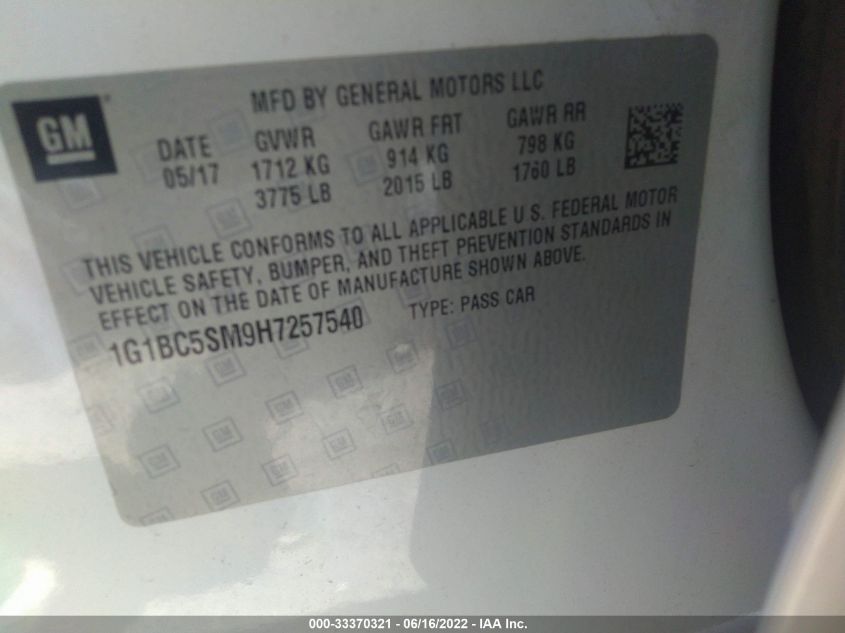 MFD BY GENERAL MOTORS LLC
GM
DATE GVWR GAWR FRT GAWR RR
05/17 1712 KG 914 KG 798 KG
3775 LB 2015 LB 1760 LB
THIS VEHICLE CONFORMS TO ALL APPLICABLE U.S. FEDERAL MOTOR
VEHICLE SAFETY, BUMPER, AND THEFT PREVENTION STANDARDS IN
EFFECT ON THE DATE OF MANUFACTURE SHOWN ABOVE.
1G1BC5SM9H7257540 TYPE: PASS CAR
000-33370321 - 06/16/2022 - IAA Inc.